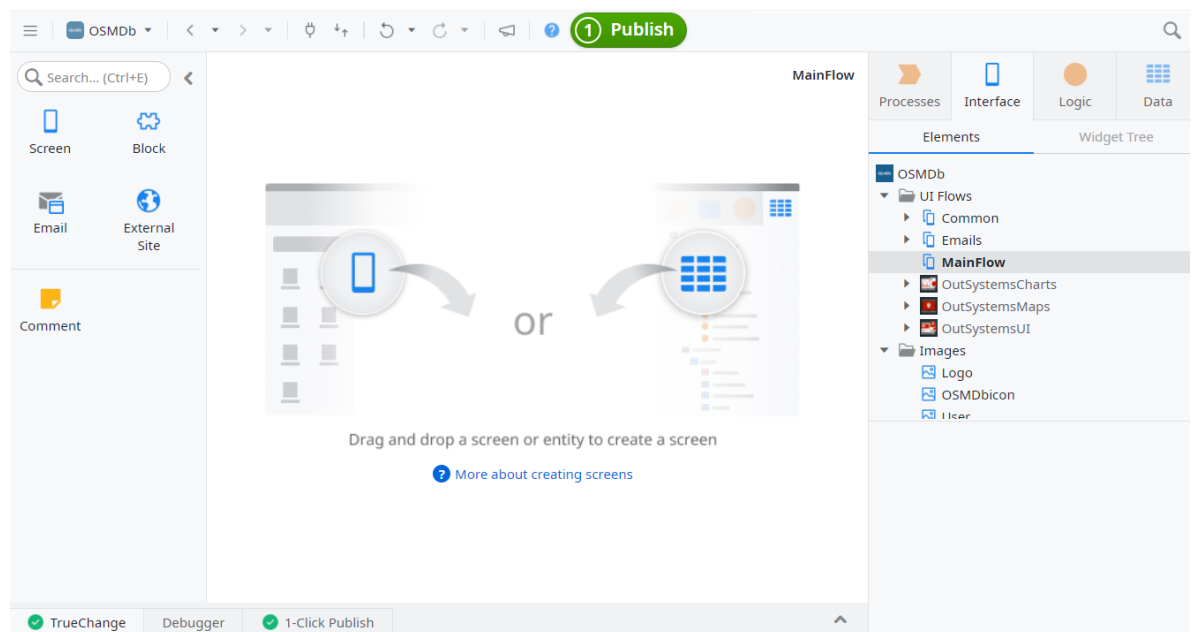 OSMDb
1 Publish
Search... (Ctrl+E)
Screen
Block
Email
External
Site
Comment
MainFlow
or
Drag and drop a screen or entity to create a screen
? More about creating screens
Processes
Interface
Logic
Data
Elements
Widget Tree
OSMDb
UI Flows
Common
Emails
MainFlow
OutSystemsCharts
OutSystemsMaps
OutSystemsUI
Images
Logo
OSMDbicon
User
TrueChange
Debugger
1-Click Publish